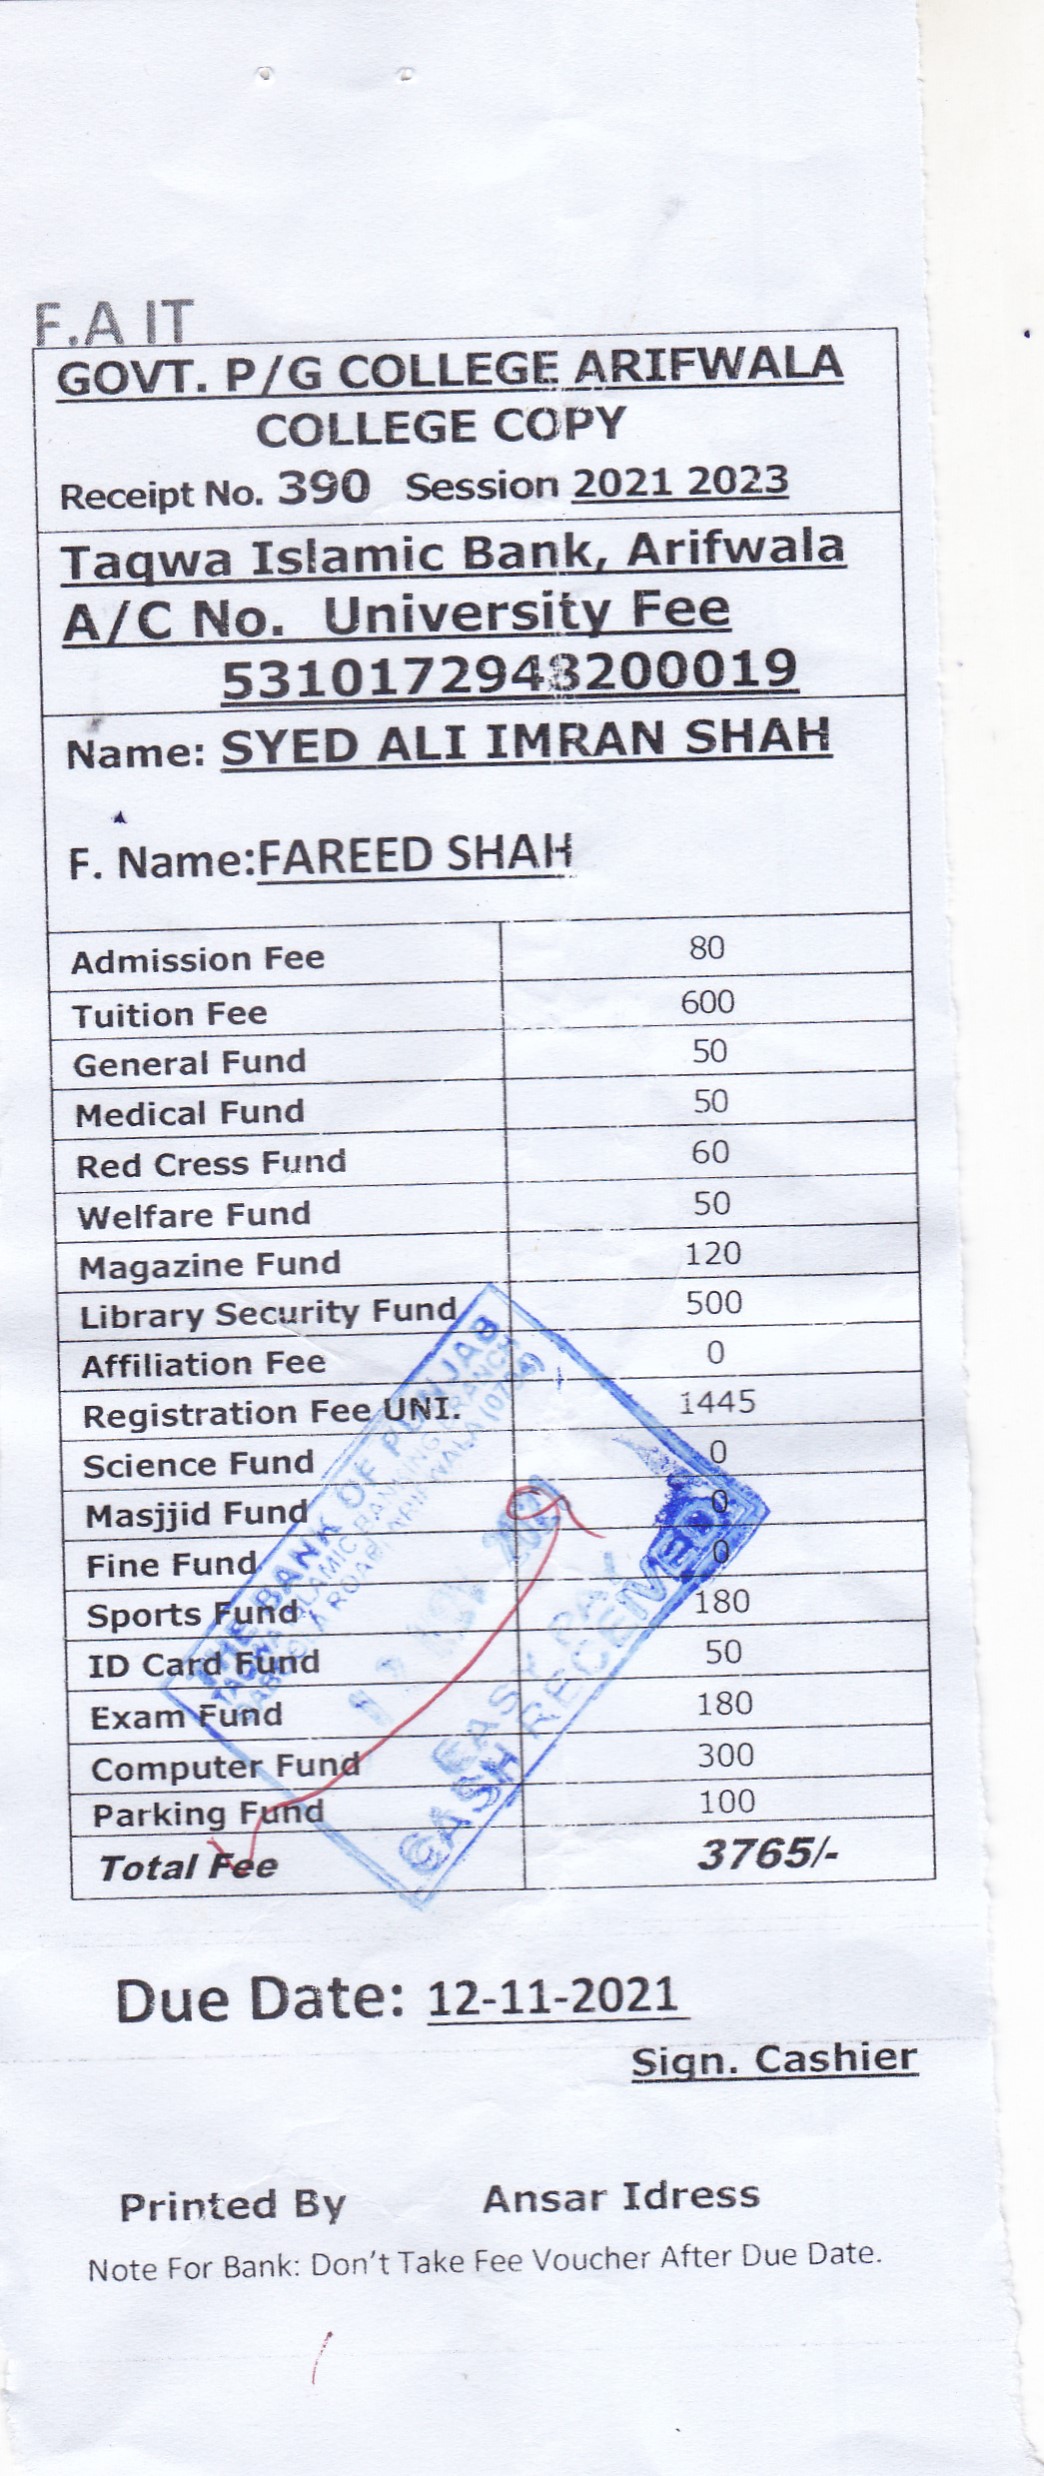 F.A IT
GOVT. P/G COLLEGE ARIFWALA
COLLEGE COPY
Receipt No. 390 Session 2021 2023
Taqwa Islamic Bank, Arifwala
A/C No. University Fee
5310172943200019
Name: SYED ALI IMRAN SHAH
F. Name:FAREED SHAH
Admission Fee 80
Tuition Fee 600
General Fund 50
Medical Fund 50
Red Cress Fund 60
Welfare Fund 50
Magazine Fund 120
Library Security Fund 500
Affiliation Fee 0
Registration Fee UNI. 1445
Science Fund 0
Masjjid Fund 0
Fine Fund 0
Sports Fund 180
ID Card Fund 50
Exam Fund 180
Computer Fund 300
Parking Fund 100
Total Fee 3765/-
THE BANK OF PUNJAB
TAQWA ISLAMIC BANKING BRANCH
ROAD ARIFWALA
NOV 2021
EASY PAY
CASH RECEIVED
Due Date: 12-11-2021
Sign. Cashier
Printed By Ansar Idress
Note For Bank: Don't Take Fee Voucher After Due Date.